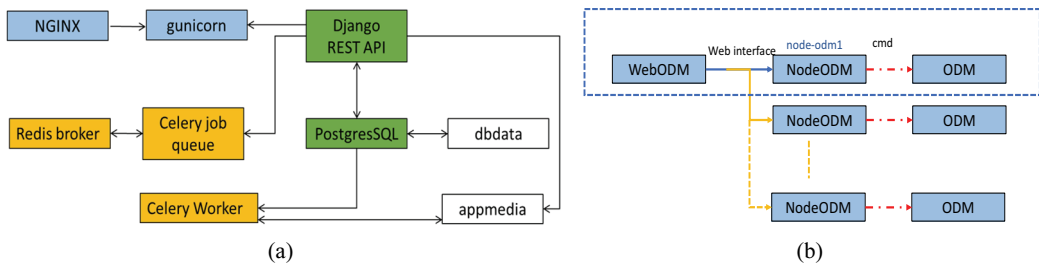 NGINX
gunicorn
Django
REST API
Redis broker
Celery job
queue
PostgresSQL
dbdata
Celery Worker
appmedia
(a)
Web interface
node-odm1
cmd
WebODM
NodeODM
ODM
NodeODM
ODM
NodeODM
ODM
(b)